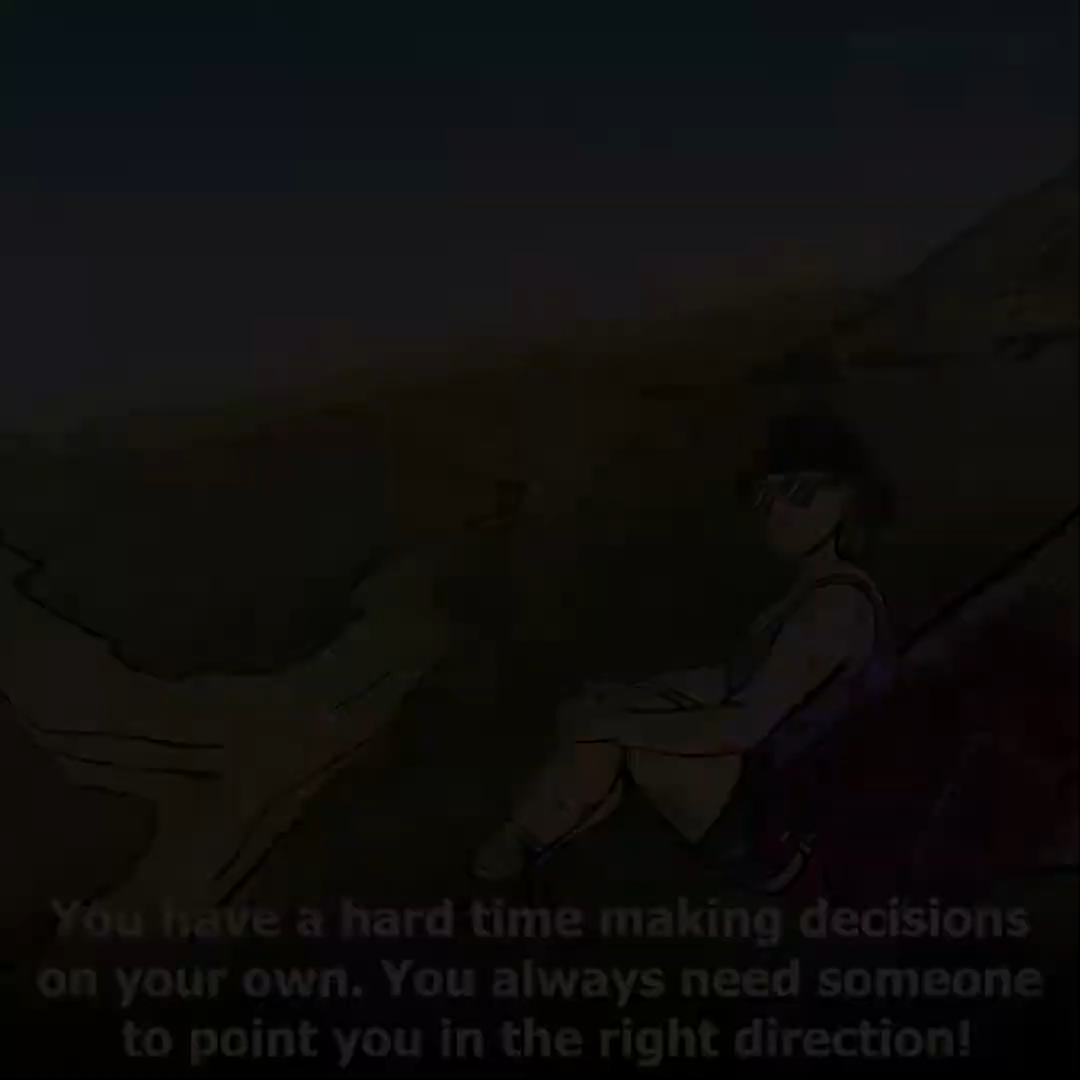 You have a hard time making decisions
on your own. You always need someone
to point you in the right direction!